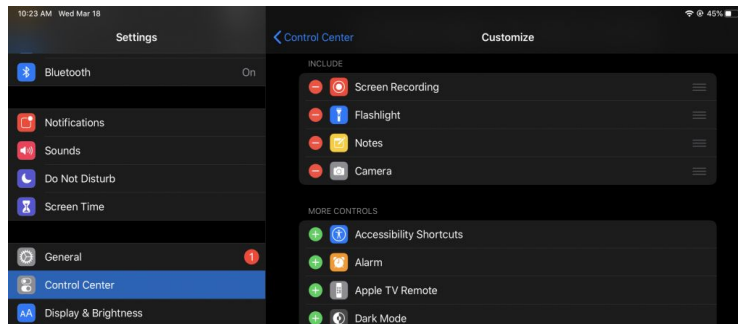 10:23 AM Wed Mar 18
45%
Settings
Control Center
Customize
Bluetooth
On
Notifications
Sounds
Do Not Disturb
Screen Time
General
1
Control Center
AA
Display & Brightness
INCLUDE
Screen Recording
Flashlight
Notes
Camera
MORE CONTROLS
Accessibility Shortcuts
Alarm
Apple TV Remote
Dark Mode